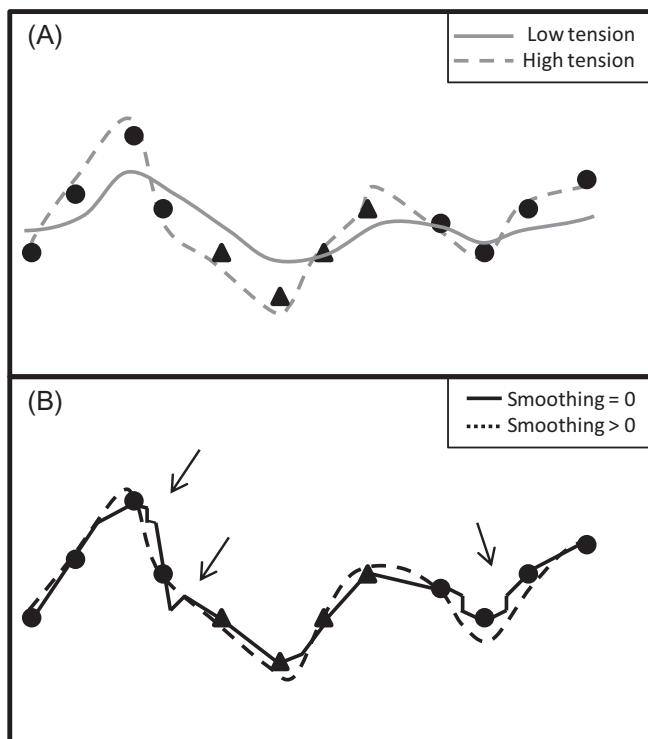 (A)
Low tension
High tension
(B)
Smoothing = 0
Smoothing > 0